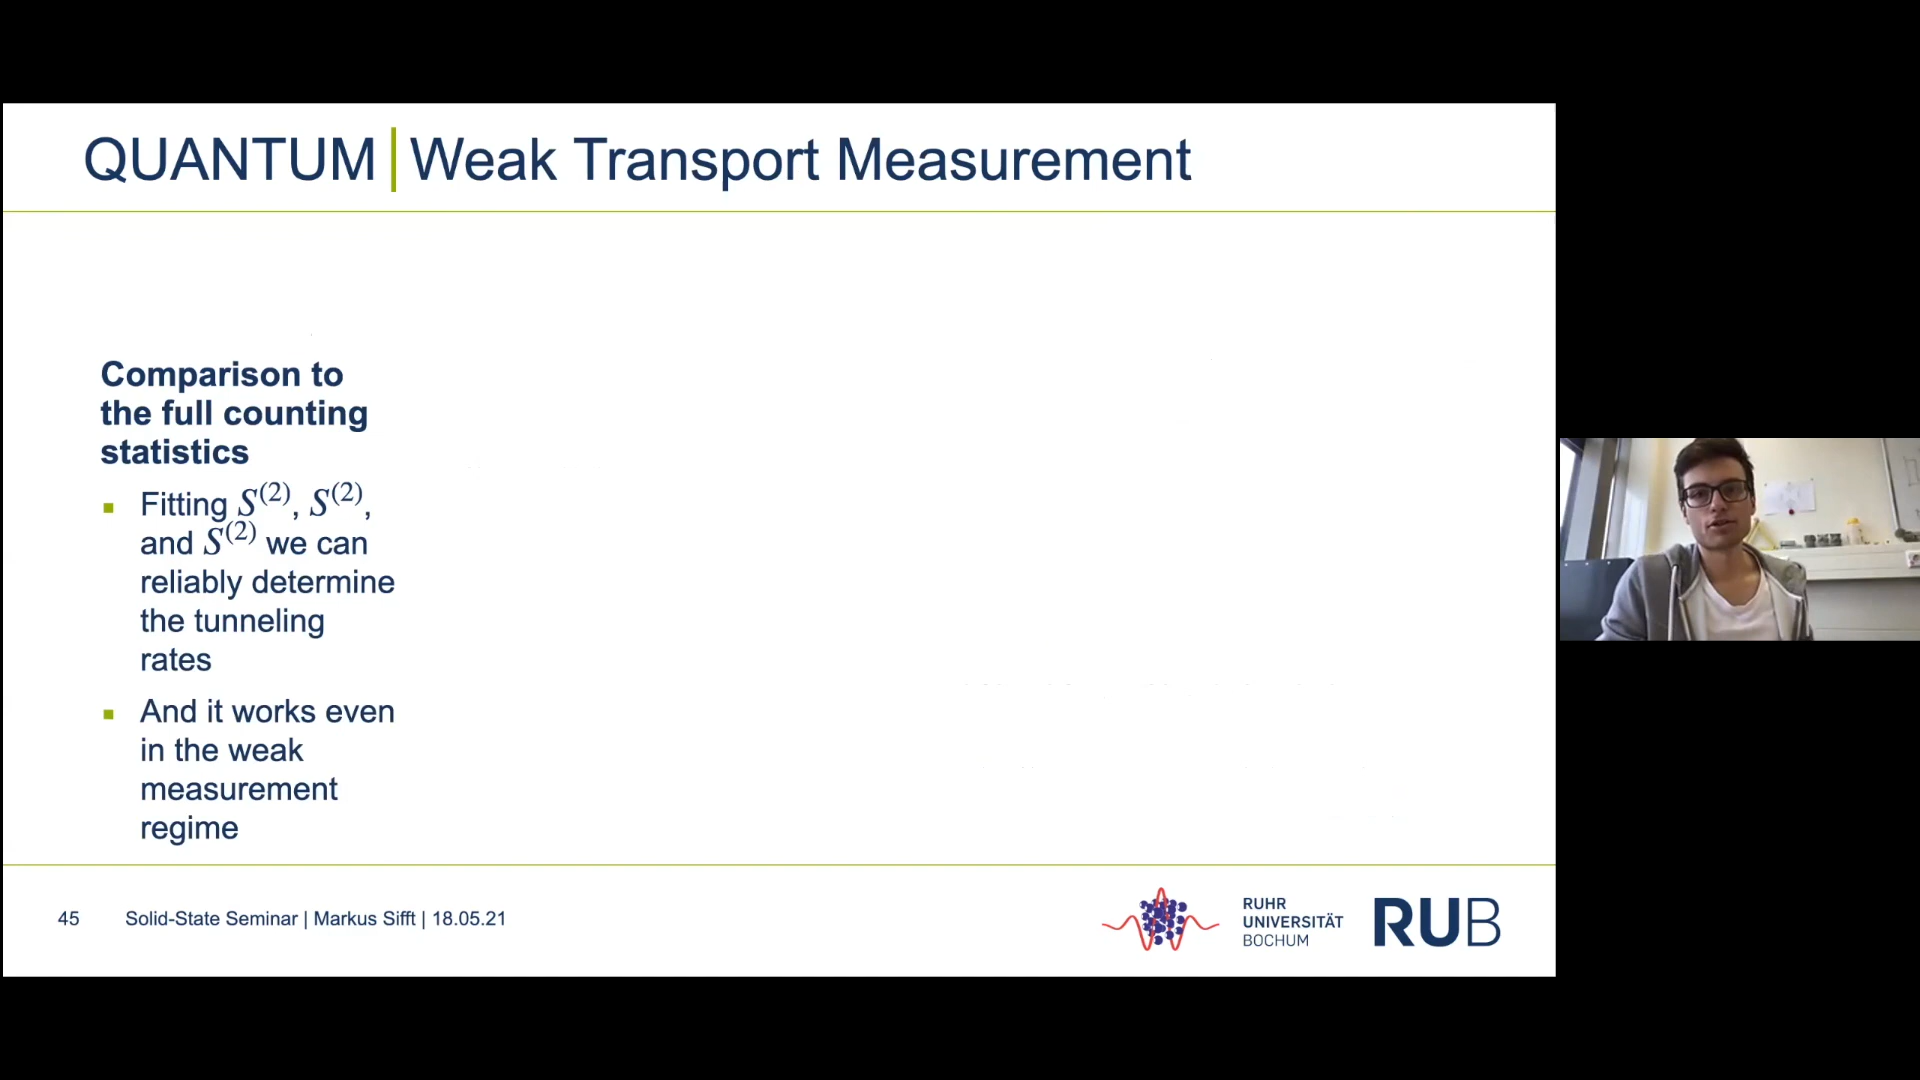 QUANTUM|Weak Transport Measurement
Comparison to
the full counting
statistics
▪ Fitting S⁽²⁾, S⁽²⁾,
and S⁽²⁾ we can
reliably determine
the tunneling
rates
▪ And it works even
in the weak
measurement
regime
45 Solid-State Seminar | Markus Sifft | 18.05.21
RUHR
UNIVERSITÄT
BOCHUM
RUB